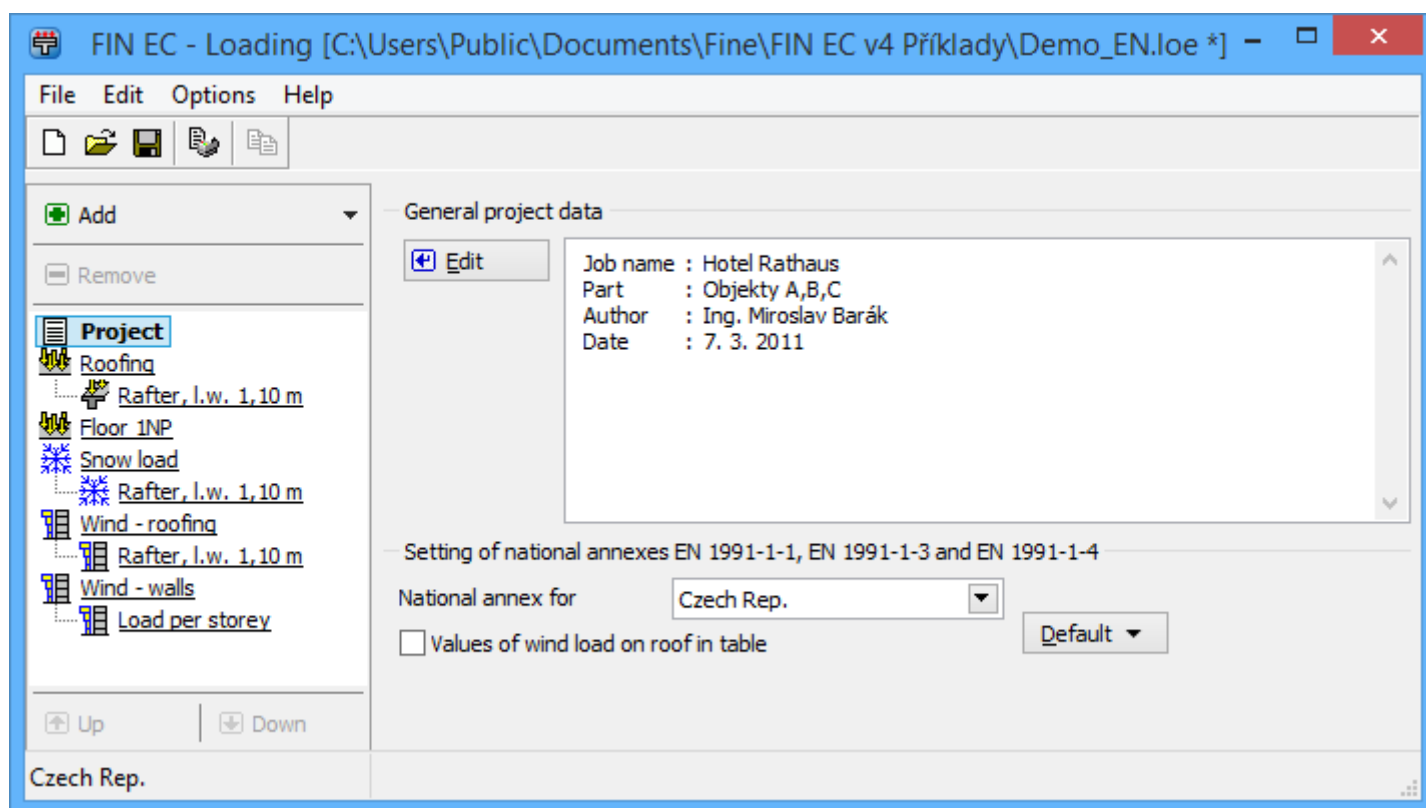 FIN EC - Loading [C:\Users\Public\Documents\Fine\FIN EC v4 Příklady\Demo_EN.loe *]
File Edit Options Help
Add
Remove
Project
Roofing
Rafter, l.w. 1,10 m
Floor 1NP
Snow load
Rafter, l.w. 1,10 m
Wind - roofing
Rafter, l.w. 1,10 m
Wind - walls
Load per storey
Up Down
General project data
Edit
Job name : Hotel Rathaus
Part : Objekty A,B,C
Author : Ing. Miroslav Barák
Date : 7. 3. 2011
Setting of national annexes EN 1991-1-1, EN 1991-1-3 and EN 1991-1-4
National annex for Czech Rep.
Values of wind load on roof in table
Default
Czech Rep.